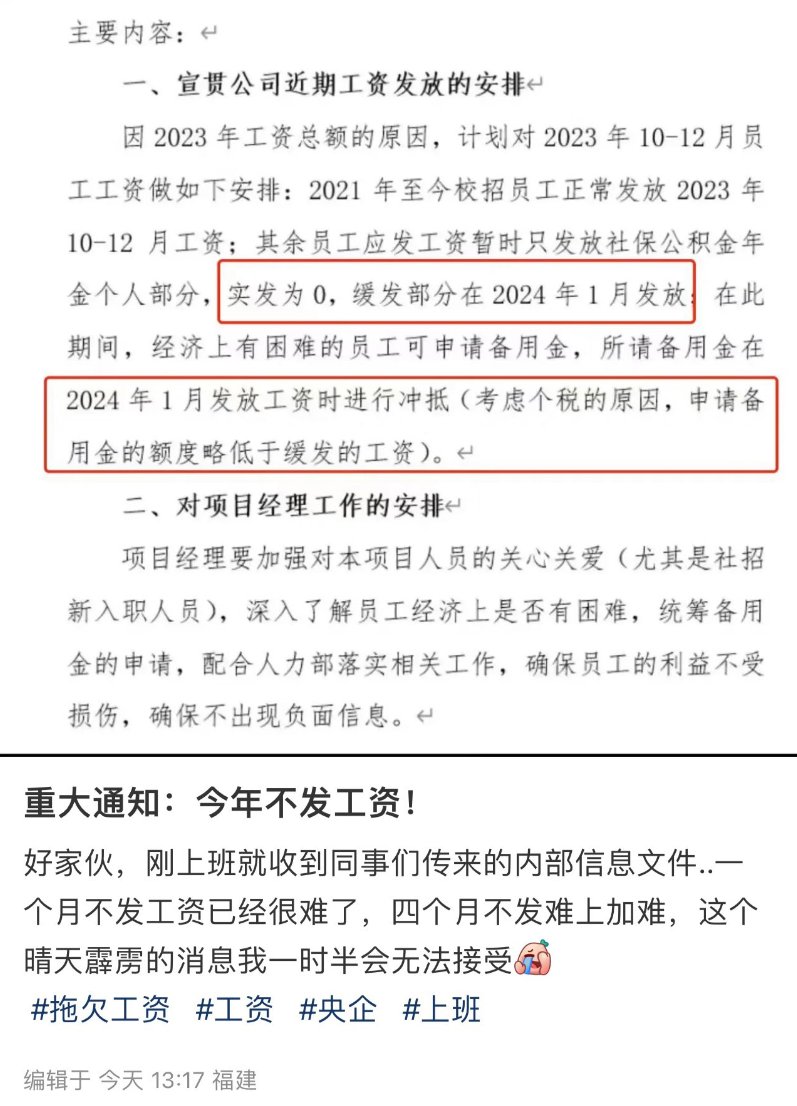 主要内容：↵
一、宣贯公司近期工资发放的安排↵
因 2023 年工资总额的原因，计划对 2023 年 10-12 月员
工工资做如下安排：2021 年至今校招员工正常发放 2023 年
10-12 月工资；其余员工应发工资暂时只发放社保公积金年
金个人部分，实发为 0，缓发部分在 2024 年 1 月发放；在此
期间，经济上有困难的员工可申请备用金，所请备用金在
2024 年 1 月发放工资时进行冲抵（考虑个税的原因，申请备
用金的额度略低于缓发的工资）。↵
二、对项目经理工作的安排↵
项目经理要加强对本项目人员的关心关爱（尤其是社招
新入职人员），深入了解员工经济上是否有困难，统筹备用
金的申请，配合人力部落实相关工作，确保员工的利益不受
损伤，确保不出现负面信息。↵
重大通知：今年不发工资！
好家伙，刚上班就收到同事们传来的内部信息文件..一
个月不发工资已经很难了，四个月不发难上加难，这个
晴天霹雳的消息我一时半会无法接受
#拖欠工资 #工资 #央企 #上班
编辑于 今天 13:17 福建